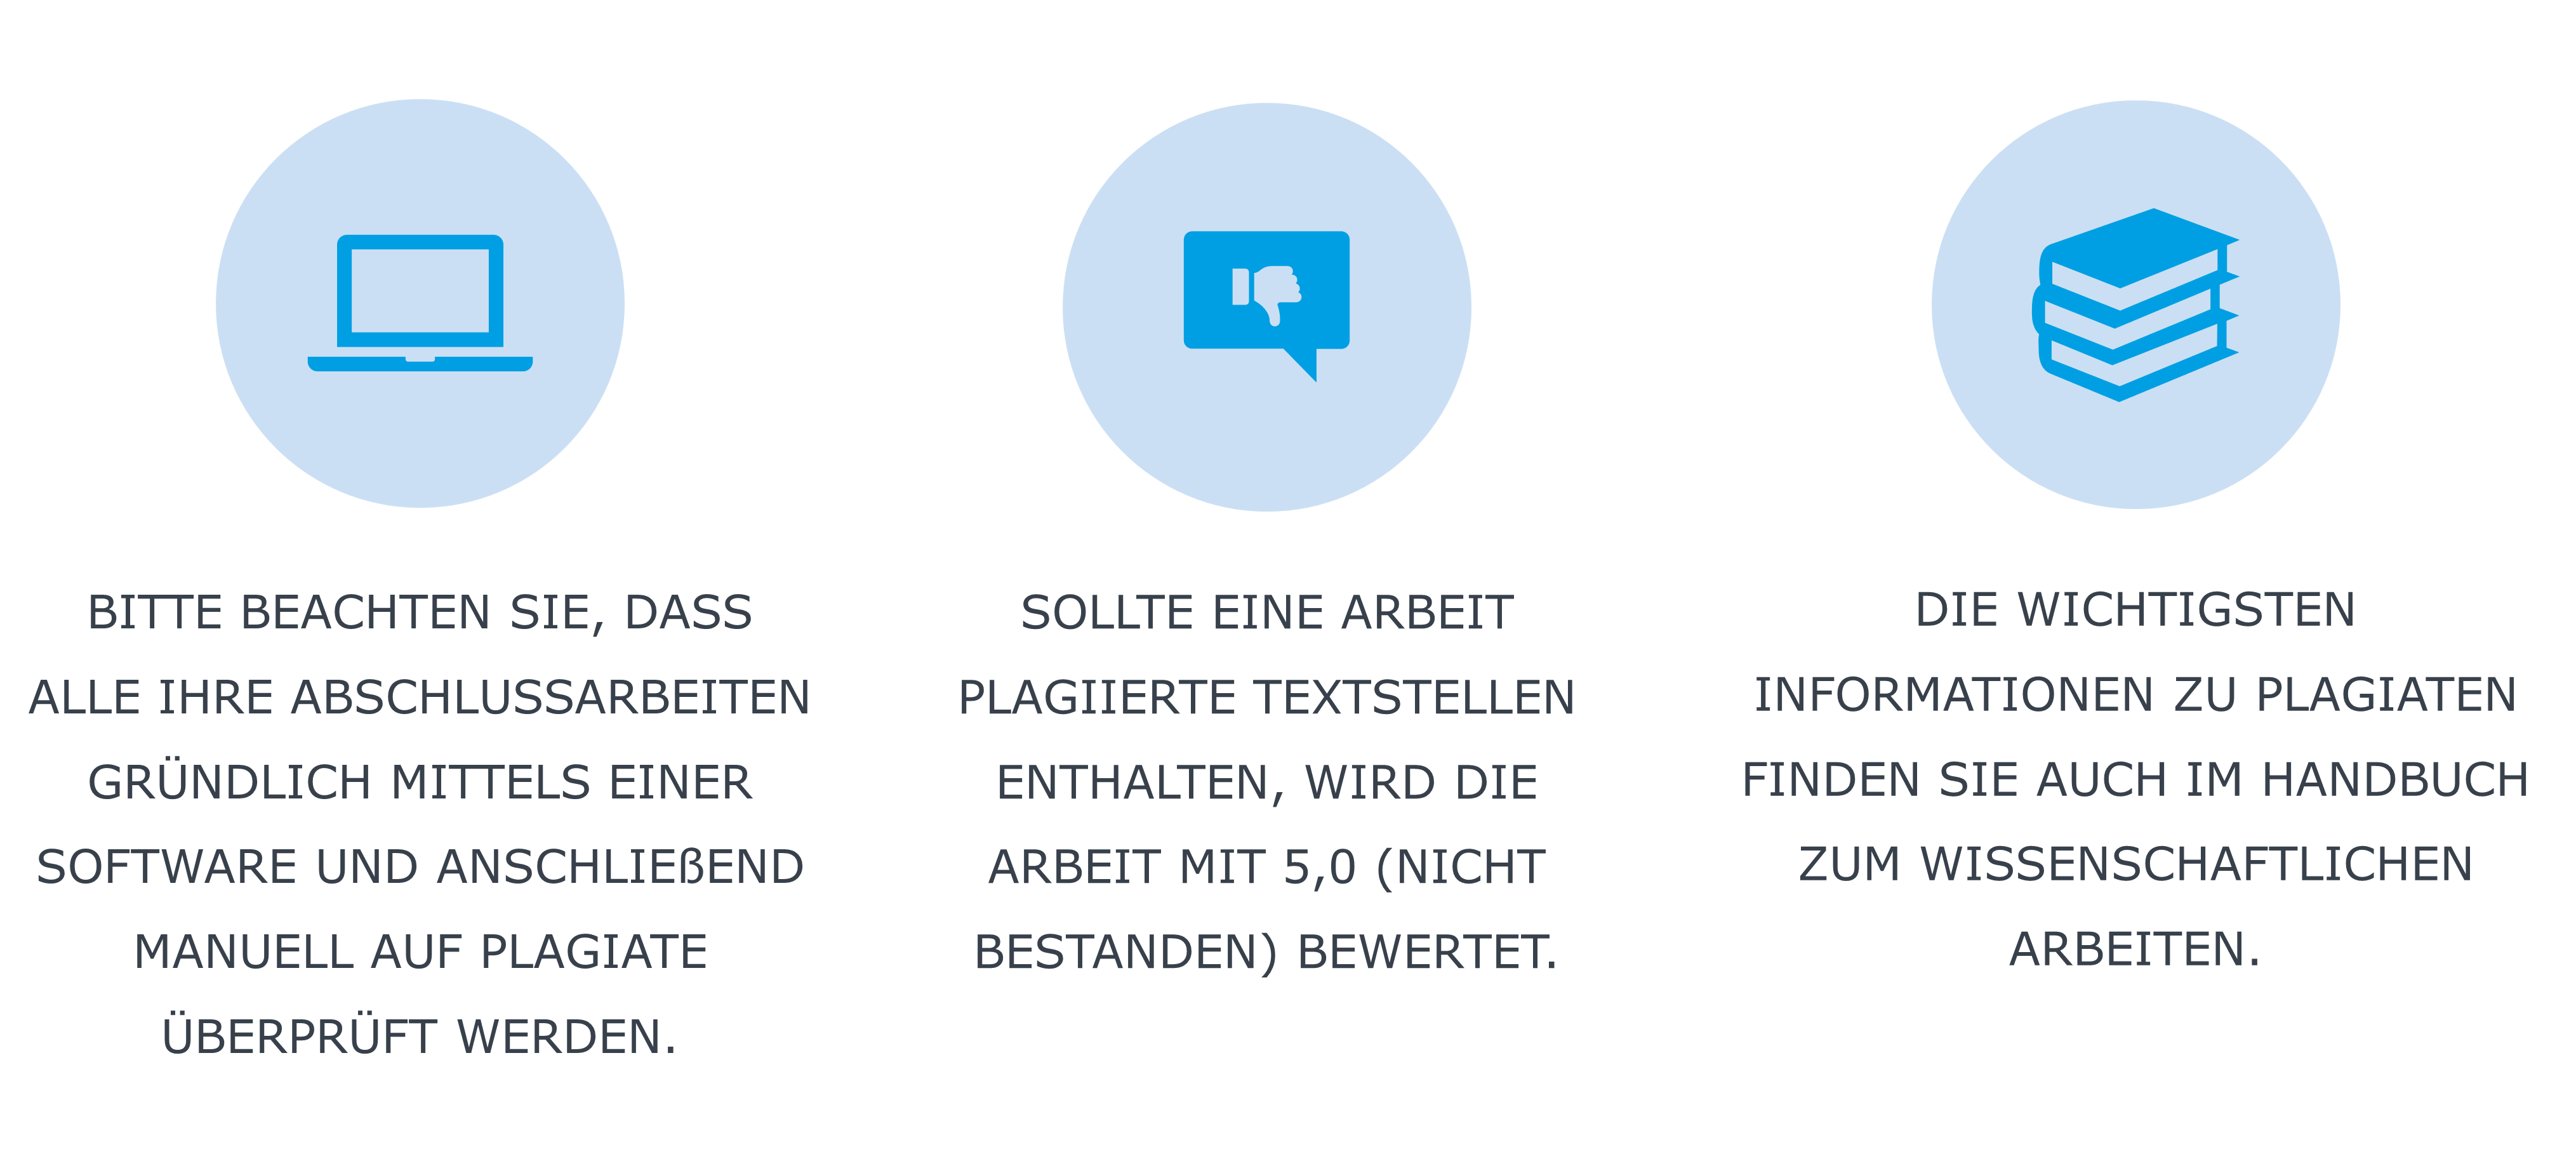 BITTE BEACHTEN SIE, DASS
ALLE IHRE ABSCHLUSSARBEITEN
GRÜNDLICH MITTELS EINER
SOFTWARE UND ANSCHLIEßEND
MANUELL AUF PLAGIATE
ÜBERPRÜFT WERDEN.
SOLLTE EINE ARBEIT
PLAGIIERTE TEXTSTELLEN
ENTHALTEN, WIRD DIE
ARBEIT MIT 5,0 (NICHT
BESTANDEN) BEWERTET.
DIE WICHTIGSTEN
INFORMATIONEN ZU PLAGIATEN
FINDEN SIE AUCH IM HANDBUCH
ZUM WISSENSCHAFTLICHEN
ARBEITEN.